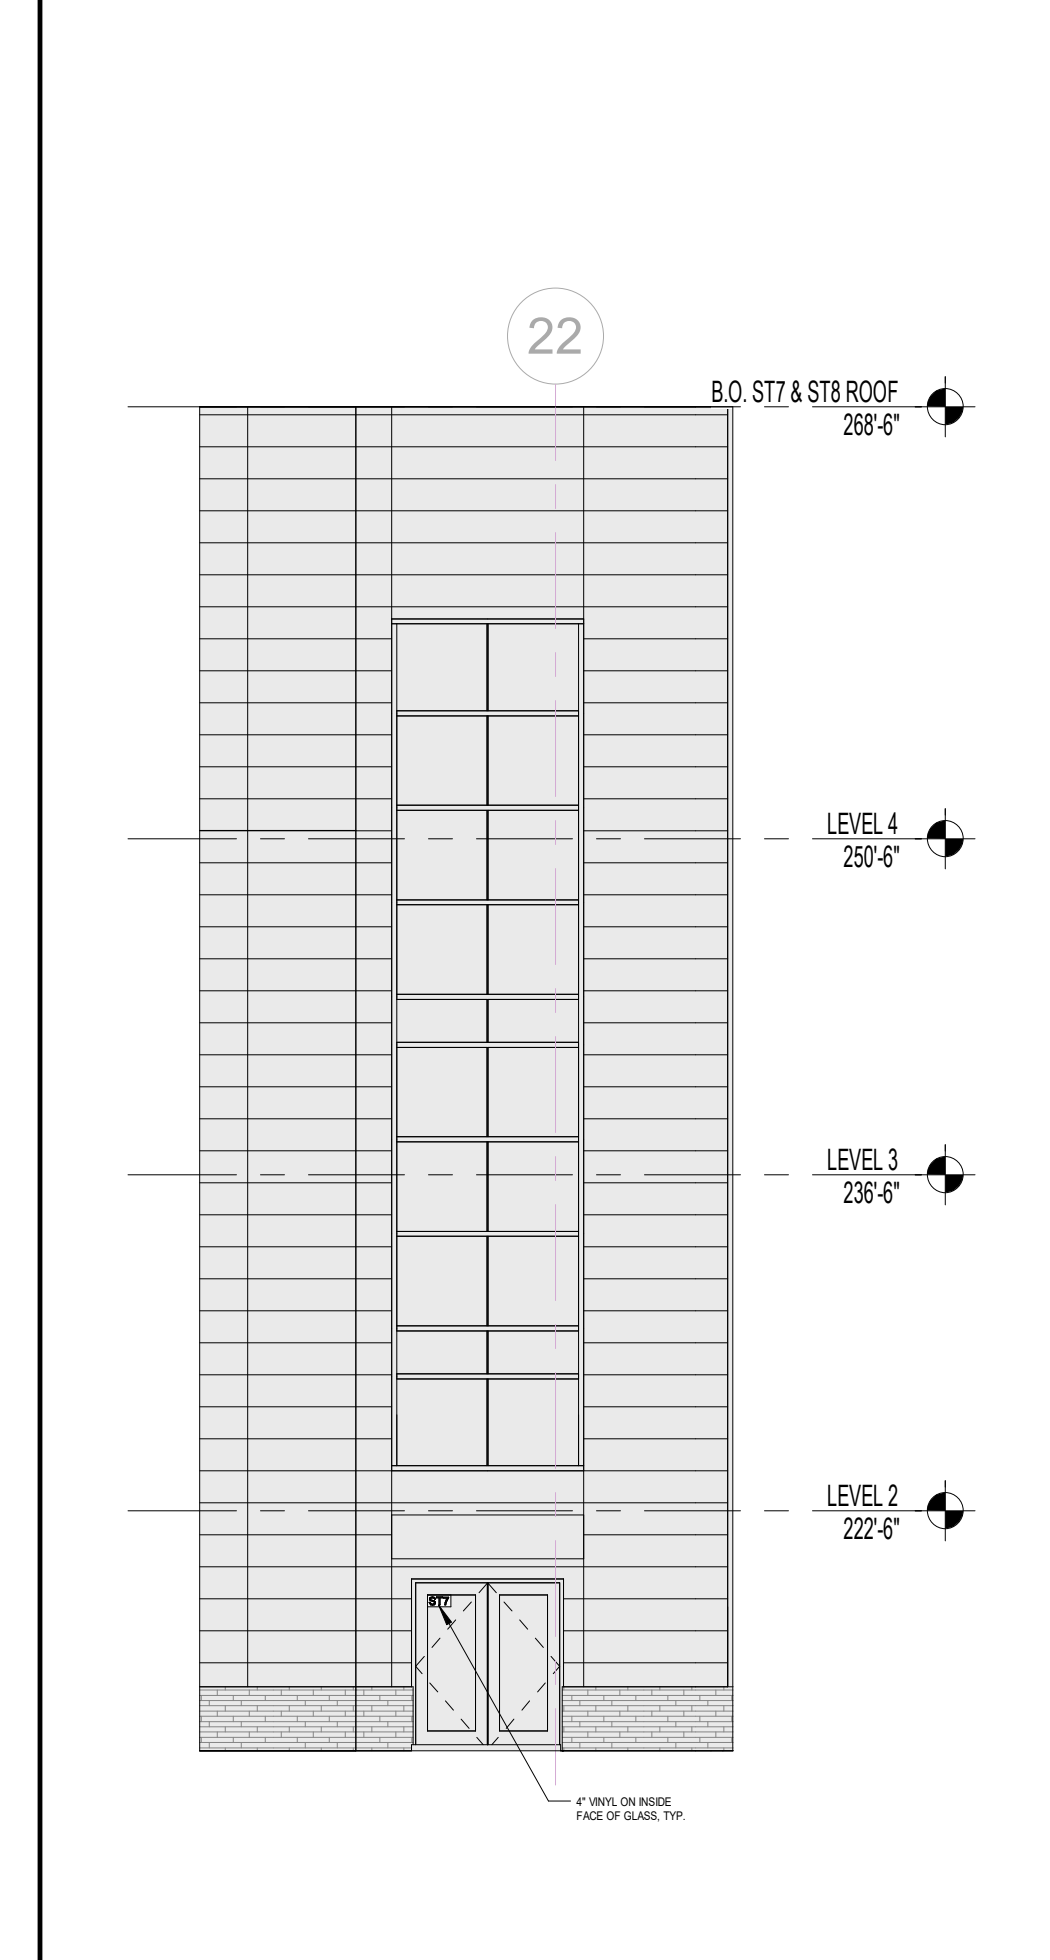 22
B.O. ST7 & ST8 ROOF
268'-6"
LEVEL 4
250'-6"
LEVEL 3
236'-6"
LEVEL 2
222'-6"
ST7
4" VINYL ON INSIDE
FACE OF GLASS, TYP.